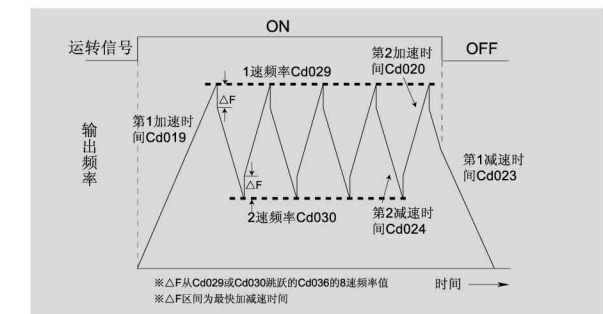 ON
运转信号
OFF
第2加速时
间Cd020
1速频率Cd029
△F
第1加速时
间Cd019
输出频率
第1减速时
间Cd023
△F
2速频率Cd030
第2减速时
间Cd024
※△F从Cd029或Cd030跳跃的Cd036的8速频率值
时间
※△F区间为最快加减速时间